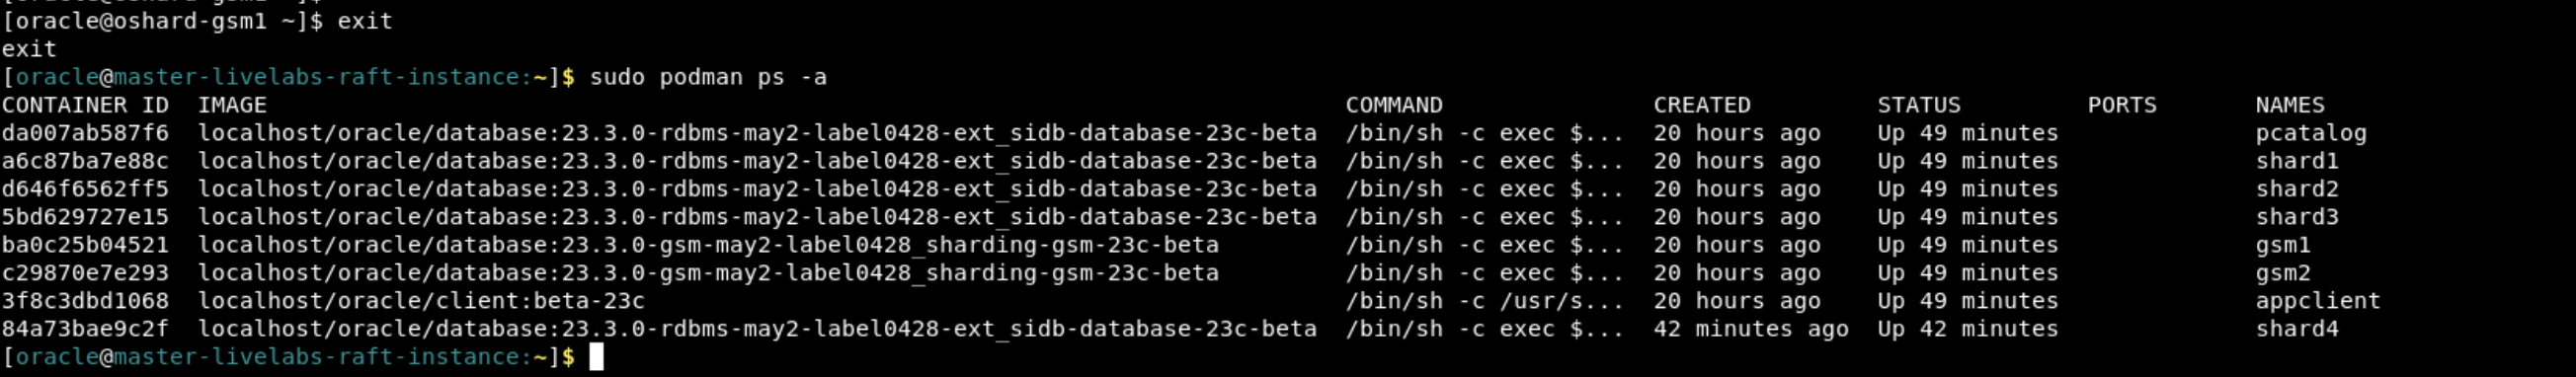 [oracle@oshard-gsm1 ~]$
[oracle@oshard-gsm1 ~]$ exit
exit
[oracle@master-livelabs-raft-instance:~]$ sudo podman ps -a
CONTAINER ID  IMAGE                                                                             COMMAND               CREATED         STATUS         PORTS       NAMES
da007ab587f6  localhost/oracle/database:23.3.0-rdbms-may2-label0428-ext_sidb-database-23c-beta  /bin/sh -c exec $...  20 hours ago    Up 49 minutes              pcatalog
a6c87ba7e88c  localhost/oracle/database:23.3.0-rdbms-may2-label0428-ext_sidb-database-23c-beta  /bin/sh -c exec $...  20 hours ago    Up 49 minutes              shard1
d646f6562ff5  localhost/oracle/database:23.3.0-rdbms-may2-label0428-ext_sidb-database-23c-beta  /bin/sh -c exec $...  20 hours ago    Up 49 minutes              shard2
5bd629727e15  localhost/oracle/database:23.3.0-rdbms-may2-label0428-ext_sidb-database-23c-beta  /bin/sh -c exec $...  20 hours ago    Up 49 minutes              shard3
ba0c25b04521  localhost/oracle/database:23.3.0-gsm-may2-label0428_sharding-gsm-23c-beta         /bin/sh -c exec $...  20 hours ago    Up 49 minutes              gsm1
c29870e7e293  localhost/oracle/database:23.3.0-gsm-may2-label0428_sharding-gsm-23c-beta         /bin/sh -c exec $...  20 hours ago    Up 49 minutes              gsm2
3f8c3dbd1068  localhost/oracle/client:beta-23c                                                  /bin/sh -c /usr/s...  20 hours ago    Up 49 minutes              appclient
84a73bae9c2f  localhost/oracle/database:23.3.0-rdbms-may2-label0428-ext_sidb-database-23c-beta  /bin/sh -c exec $...  42 minutes ago  Up 42 minutes              shard4
[oracle@master-livelabs-raft-instance:~]$